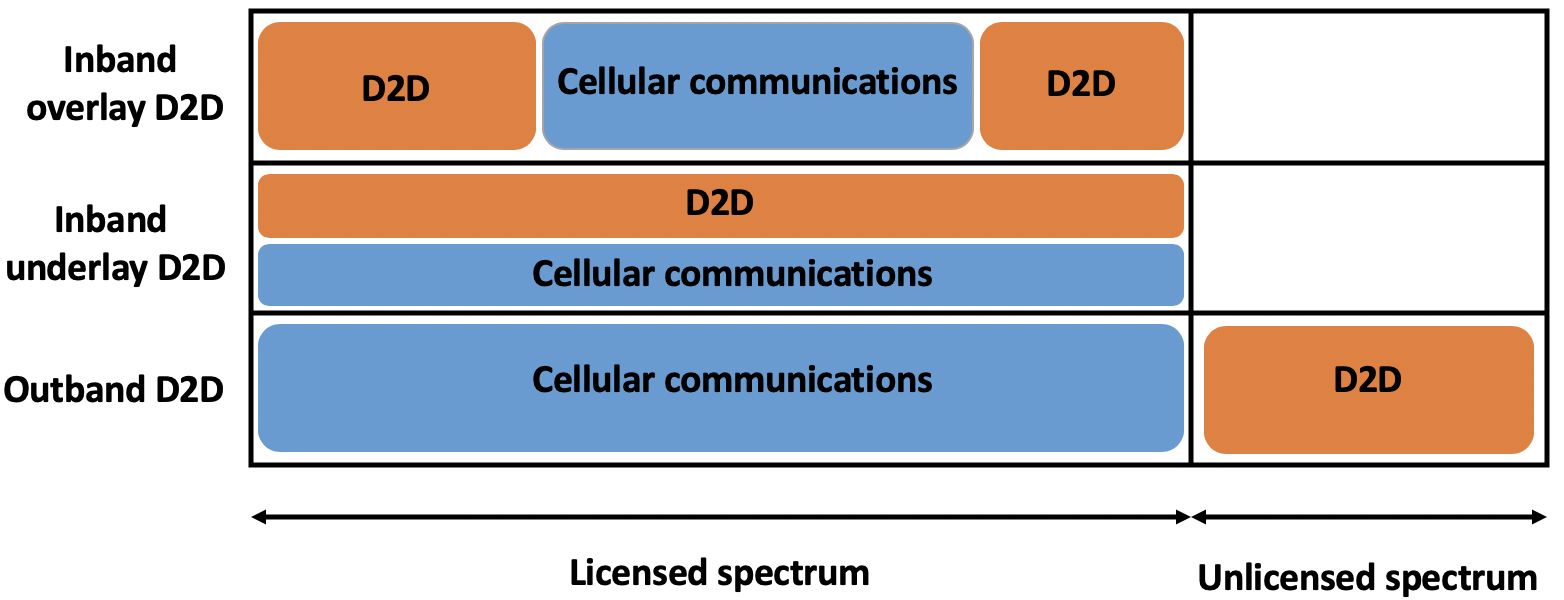 Inband
overlay D2D
D2D
Cellular communications
D2D
Inband
underlay D2D
D2D
Cellular communications
Outband D2D
Cellular communications
D2D
Licensed spectrum
Unlicensed spectrum